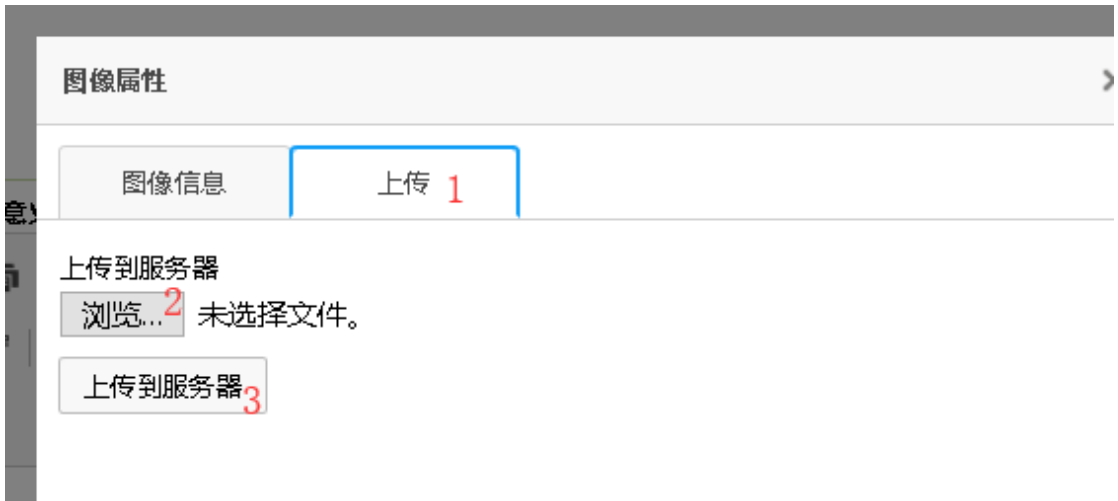 图像属性
图像信息 上传 1
上传到服务器
浏览...2 未选择文件。
上传到服务器3